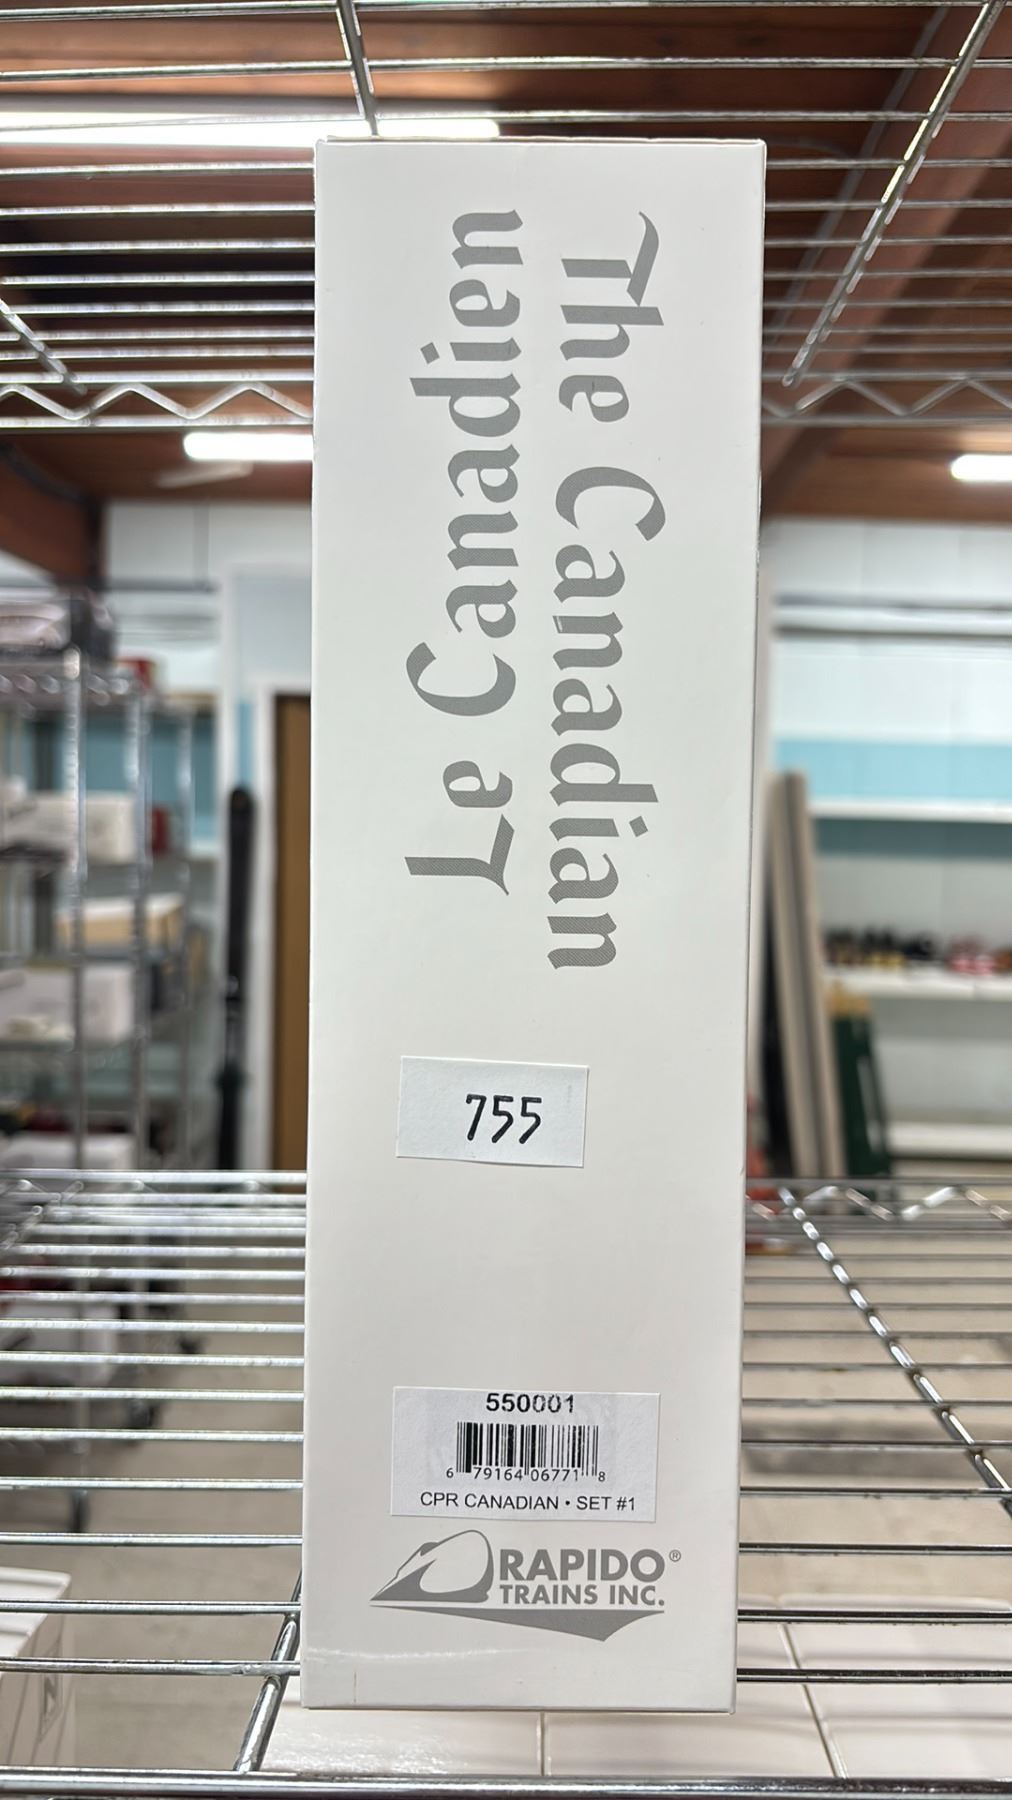 The Canadian
Le Canadien
755
550001
6 79164 06771 8
CPR CANADIAN • SET #1
RAPIDO®
TRAINS INC.